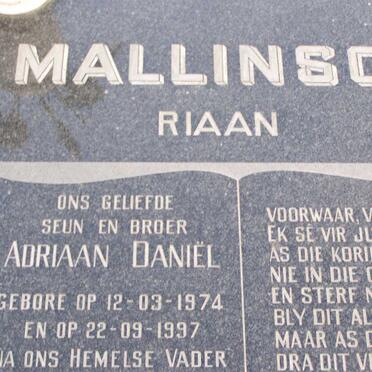 MALLINSO
RIAAN
ONS GELIEFDE
SEUN EN BROER
ADRIAAN DANIËL
GEBORE OP 12-03-1974
EN OP 22-09-1997
NA ONS HEMELSE VADER
VOORWAAR, V
EK SÊ VIR JU
AS DIE KORI
NIE IN DIE
EN STERF N
BLY DIT AL
MAAR AS D
DRA DIT V